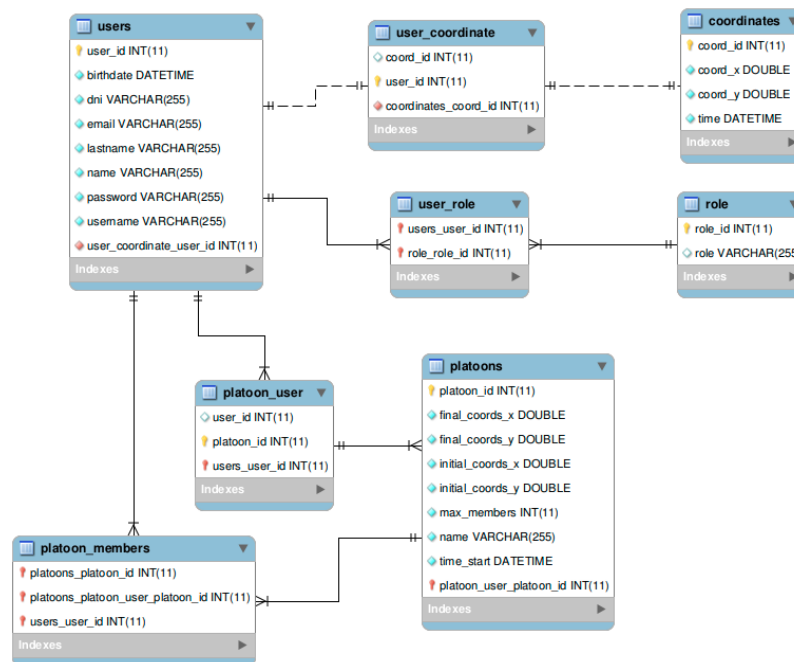 users
user_id INT(11)
birthdate DATETIME
dni VARCHAR(255)
email VARCHAR(255)
lastname VARCHAR(255)
name VARCHAR(255)
password VARCHAR(255)
username VARCHAR(255)
user_coordinate_user_id INT(11)
Indexes
user_coordinate
coord_id INT(11)
user_id INT(11)
coordinates_coord_id INT(11)
Indexes
coordinates
coord_id INT(11)
coord_x DOUBLE
coord_y DOUBLE
time DATETIME
Indexes
user_role
users_user_id INT(11)
role_role_id INT(11)
Indexes
role
role_id INT(11)
role VARCHAR(255
Indexes
platoon_user
user_id INT(11)
platoon_id INT(11)
users_user_id INT(11)
Indexes
platoons
platoon_id INT(11)
final_coords_x DOUBLE
final_coords_y DOUBLE
initial_coords_x DOUBLE
initial_coords_y DOUBLE
max_members INT(11)
name VARCHAR(255)
time_start DATETIME
platoon_user_platoon_id INT(11)
Indexes
platoon_members
platoons_platoon_id INT(11)
platoons_platoon_user_platoon_id INT(11)
users_user_id INT(11)
Indexes